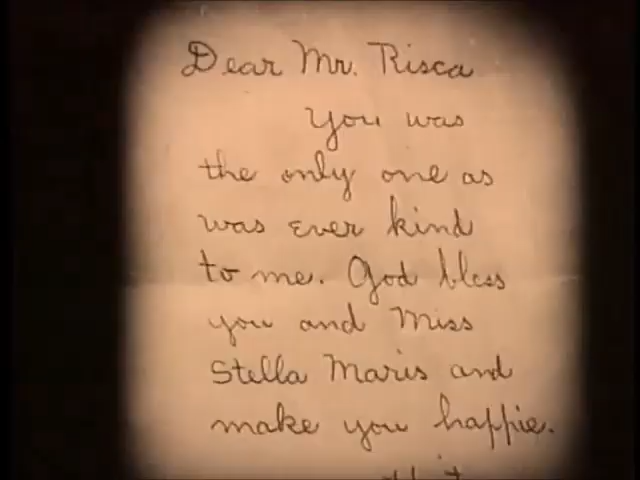 Dear Mr. Risca
You was
the only one as
was ever kind
to me. God bless
you and Miss
Stella Maris and
make you happie.